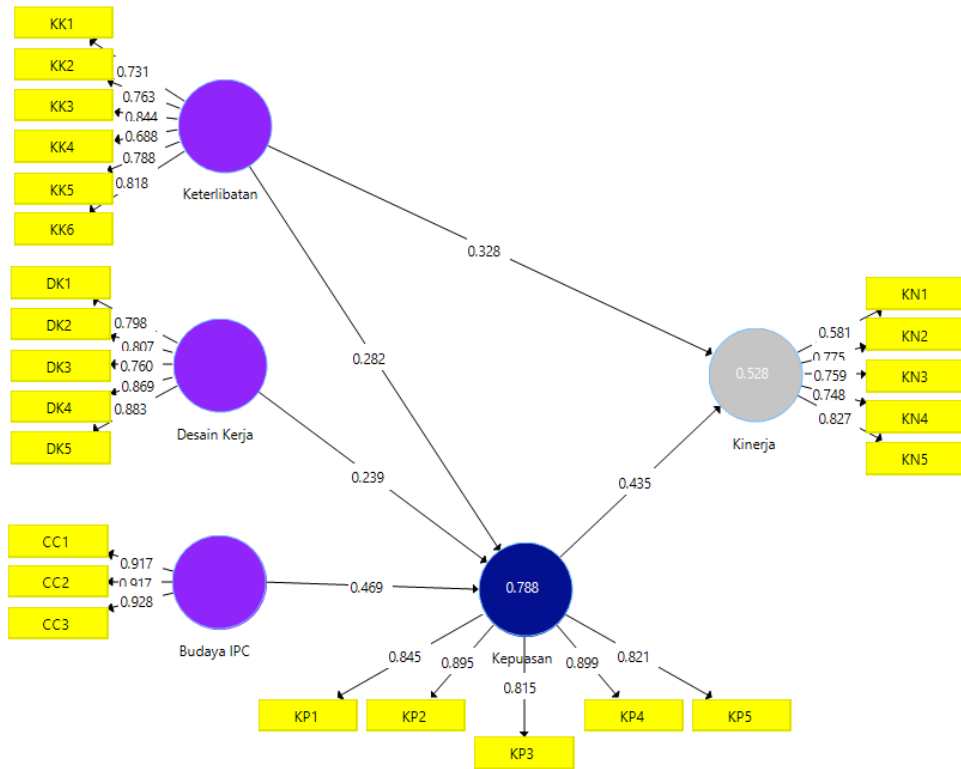 KK1
KK2
KK3
KK4
KK5
KK6
0.731
0.763
0.844
0.688
0.788
0.818
Keterlibatan
0.328
0.282
DK1
DK2
DK3
DK4
DK5
0.798
0.807
0.760
0.869
0.883
Desain Kerja
0.239
CC1
CC2
CC3
0.917
0.917
0.928
Budaya IPC
0.469
0.788
Kepuasan
0.435
0.528
Kinerja
0.581
0.775
0.759
0.748
0.827
KN1
KN2
KN3
KN4
KN5
0.845
0.895
0.815
0.899
0.821
KP1
KP2
KP3
KP4
KP5